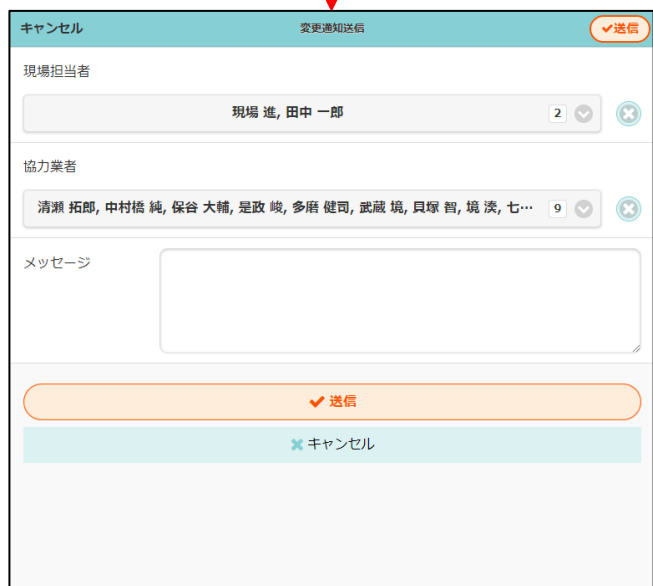 キャンセル 変更通知送信 送信
現場担当者
現場 進, 田中 一郎 2
協力業者
清瀬 拓郎, 中村橋 純, 保谷 大輔, 是政 峻, 多磨 健司, 武蔵 境, 貝塚 智, 境 湊, 七… 9
メッセージ
送信
キャンセル